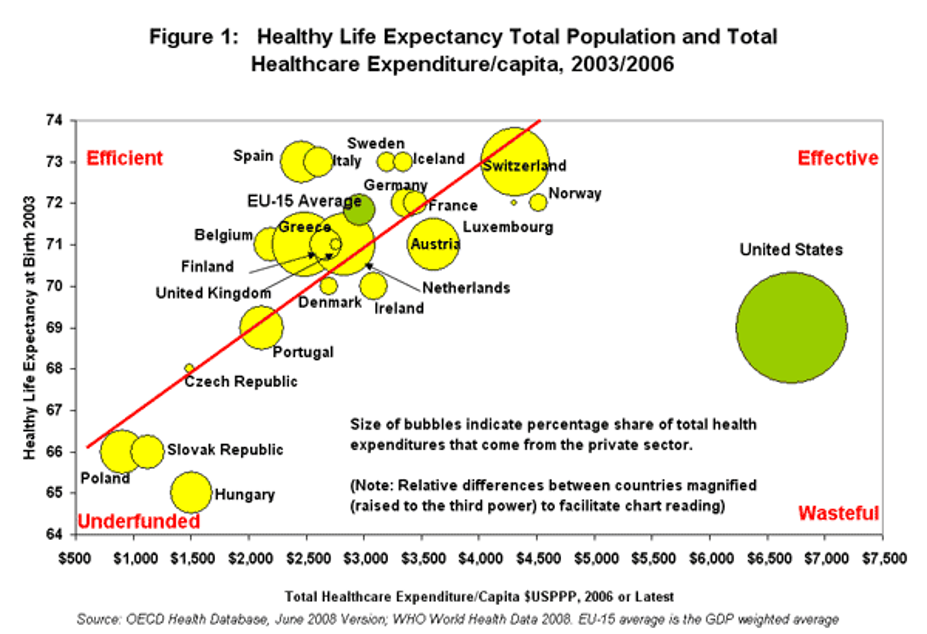 Figure 1: Healthy Life Expectancy Total Population and Total
Healthcare Expenditure/capita, 2003/2006
Healthy Life Expectancy at Birth 2003
74
73
72
71
70
69
68
67
66
65
64
Efficient
Effective
Spain
Italy
Sweden
Iceland
Switzerland
Germany
Norway
EU-15 Average
France
Luxembourg
Greece
Belgium
Austria
United States
Finland
United Kingdom
Netherlands
Denmark
Ireland
Portugal
Czech Republic
Size of bubbles indicate percentage share of total health
expenditures that come from the private sector.
Slovak Republic
Poland
(Note: Relative differences between countries magnified
(raised to the third power) to facilitate chart reading)
Hungary
Underfunded
Wasteful
$500 $1,000 $1,500 $2,000 $2,500 $3,000 $3,500 $4,000 $4,500 $5,000 $5,500 $6,000 $6,500 $7,000 $7,500
Total Healthcare Expenditure/Capita $USPPP, 2006 or Latest
Source: OECD Health Database, June 2008 Version; WHO World Health Data 2008. EU-15 average is the GDP weighted average